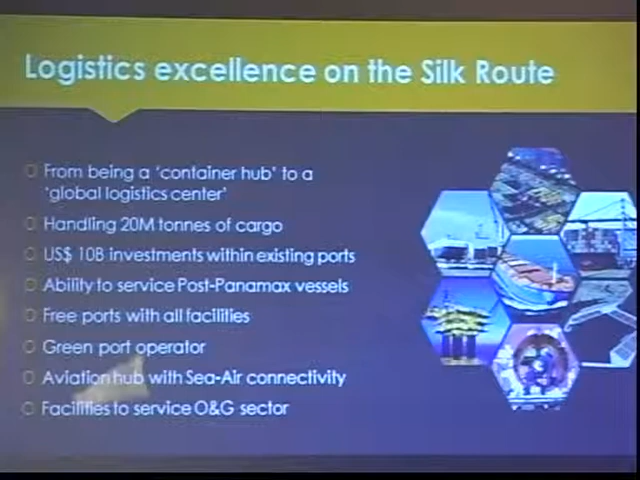 Logistics excellence on the Silk Route
From being a 'container hub' to a
'global logistics center'
Handling 20M tonnes of cargo
US$ 10B investments within existing ports
Ability to service Post-Panamax vessels
Free ports with all facilities
Green port operator
Aviation hub with Sea-Air connectivity
Facilities to service O&G sector